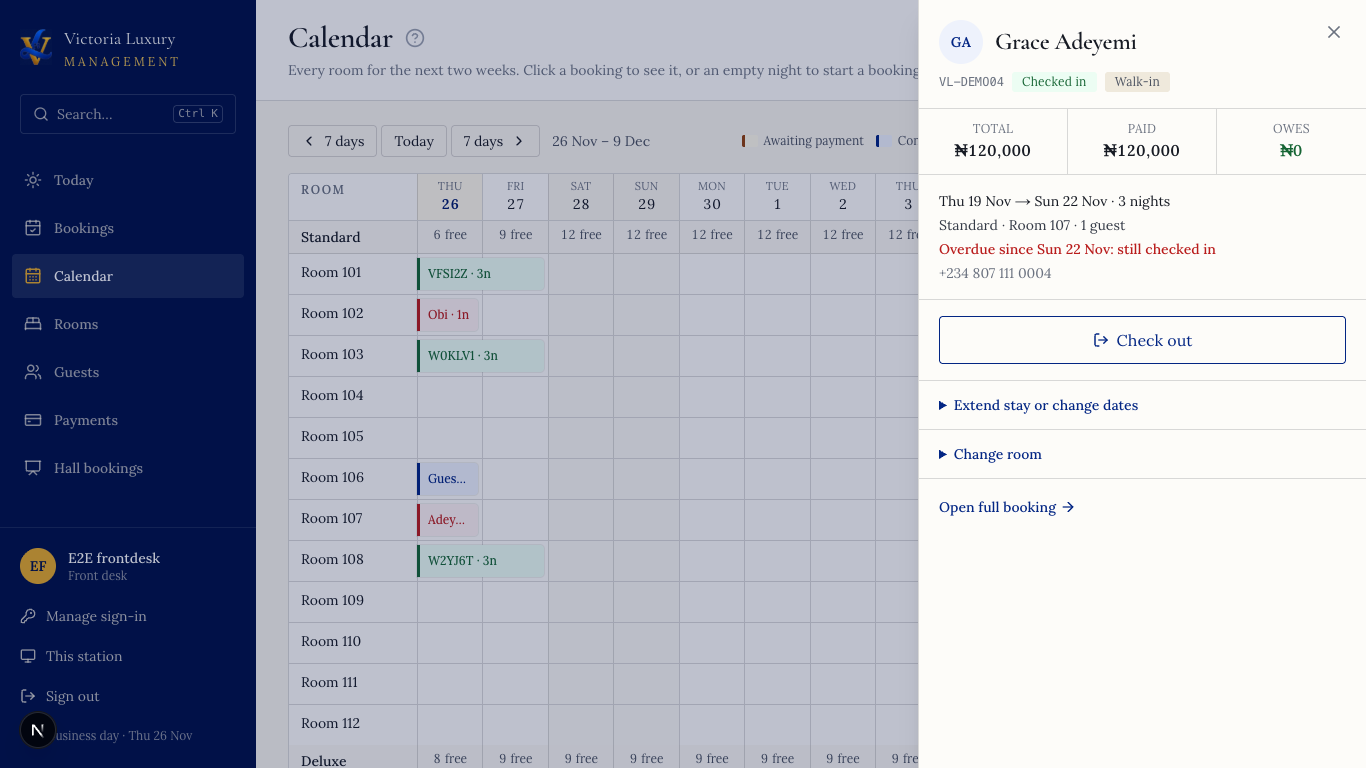 Victoria Luxury
MANAGEMENT
Search...
Ctrl K
Today
Bookings
Calendar
Rooms
Guests
Payments
Hall bookings
EF
E2E frontdesk
Front desk
Manage sign-in
This station
Sign out
N
usiness day · Thu 26 Nov
Calendar
?
Every room for the next two weeks. Click a booking to see it, or an empty night to start a booking
7 days
Today
7 days
26 Nov – 9 Dec
Awaiting payment
ROOM
THU 26
FRI 27
SAT 28
SUN 29
MON 30
TUE 1
WED 2
THU 3
Standard
6 free
9 free
12 free
12 free
12 free
12 free
12 free
Room 101
VFSI2Z · 3n
Room 102
Obi · 1n
Room 103
W0KLV1 · 3n
Room 104
Room 105
Room 106
Gues...
Room 107
Adey...
Room 108
W2YJ6T · 3n
Room 109
Room 110
Room 111
Room 112
Deluxe
8 free
9 free
9 free
9 free
9 free
9 free
9 free
GA
Grace Adeyemi
VL-DEMO04
Checked in
Walk-in
TOTAL
₦120,000
PAID
₦120,000
OWES
₦0
Thu 19 Nov → Sun 22 Nov · 3 nights
Standard · Room 107 · 1 guest
Overdue since Sun 22 Nov: still checked in
+234 807 111 0004
Check out
Extend stay or change dates
Change room
Open full booking →